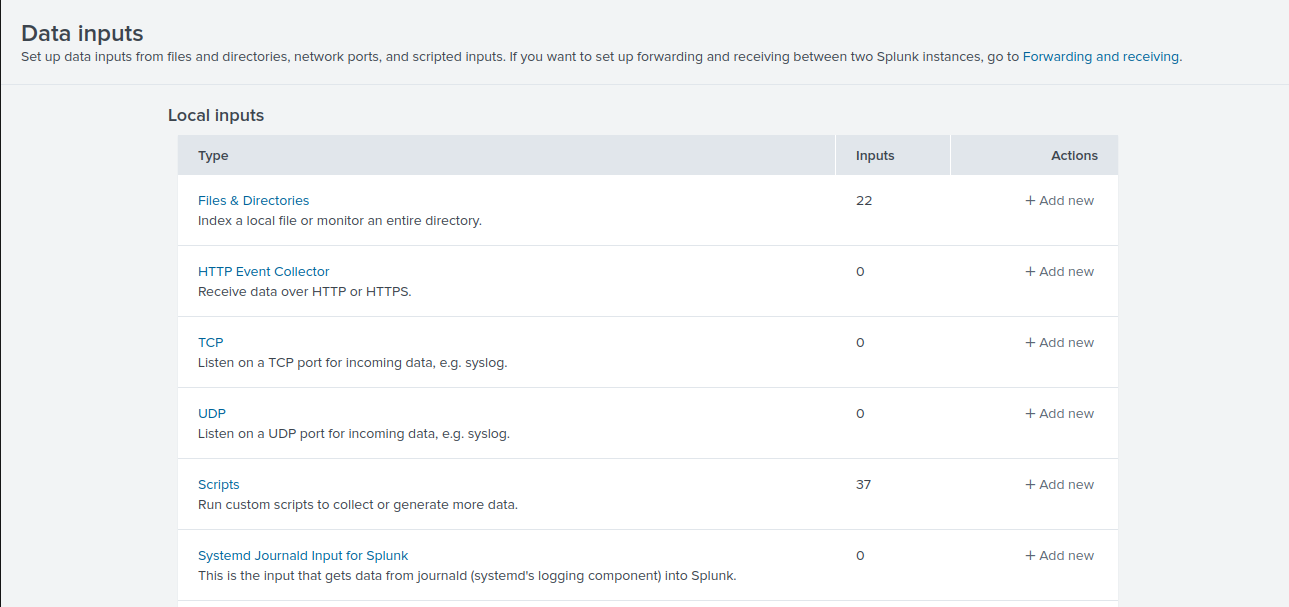 Data inputs
Set up data inputs from files and directories, network ports, and scripted inputs. If you want to set up forwarding and receiving between two Splunk instances, go to Forwarding and receiving.
Local inputs
Type Inputs Actions
Files & Directories 22 + Add new
Index a local file or monitor an entire directory.
HTTP Event Collector 0 + Add new
Receive data over HTTP or HTTPS.
TCP 0 + Add new
Listen on a TCP port for incoming data, e.g. syslog.
UDP 0 + Add new
Listen on a UDP port for incoming data, e.g. syslog.
Scripts 37 + Add new
Run custom scripts to collect or generate more data.
Systemd Journald Input for Splunk 0 + Add new
This is the input that gets data from journald (systemd's logging component) into Splunk.